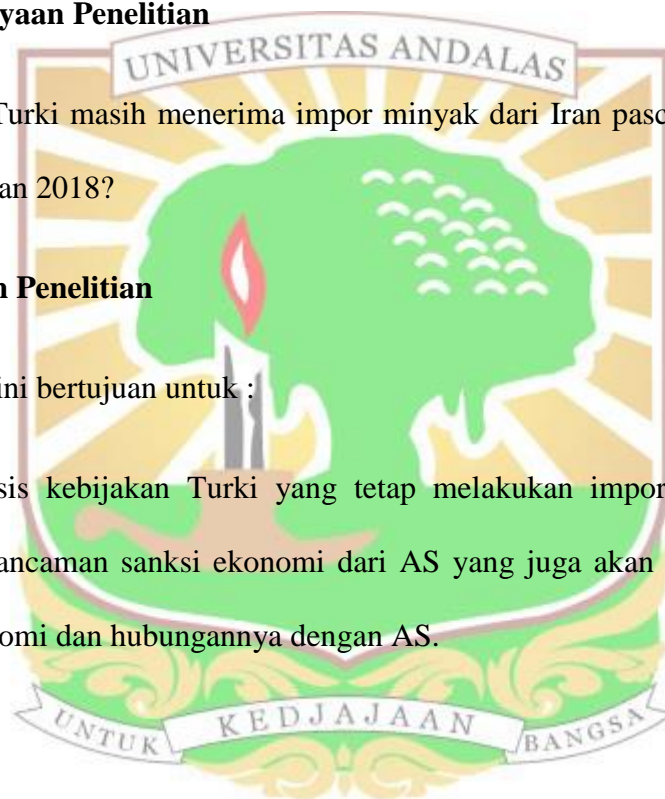 yaan Penelitian
UNIVERSITAS ANDALAS
Turki masih menerima impor minyak dari Iran pasc
an 2018?
n Penelitian
ini bertujuan untuk :
sis kebijakan Turki yang tetap melakukan impor
ancaman sanksi ekonomi dari AS yang juga akan
nomi dan hubungannya dengan AS.
UNTUK KEDJAJAAN BANGSA